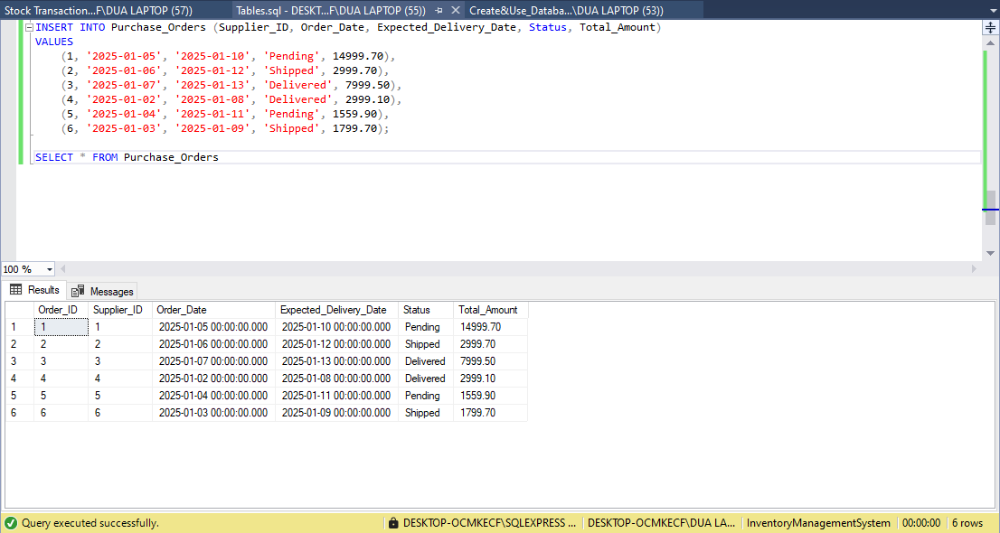 Stock Transaction...F\DUA LAPTOP (57)) Tables.sql - DESKT...F\DUA LAPTOP (55)) Create&Use_Databa...\DUA LAPTOP (53))
INSERT INTO Purchase_Orders (Supplier_ID, Order_Date, Expected_Delivery_Date, Status, Total_Amount)
VALUES
(1, '2025-01-05', '2025-01-10', 'Pending', 14999.70),
(2, '2025-01-06', '2025-01-12', 'Shipped', 2999.70),
(3, '2025-01-07', '2025-01-13', 'Delivered', 7999.50),
(4, '2025-01-02', '2025-01-08', 'Delivered', 2999.10),
(5, '2025-01-04', '2025-01-11', 'Pending', 1559.90),
(6, '2025-01-03', '2025-01-09', 'Shipped', 1799.70);
SELECT * FROM Purchase_Orders
100 %
Results Messages
Order_ID Supplier_ID Order_Date Expected_Delivery_Date Status Total_Amount
1 1 1 2025-01-05 00:00:00.000 2025-01-10 00:00:00.000 Pending 14999.70
2 2 2 2025-01-06 00:00:00.000 2025-01-12 00:00:00.000 Shipped 2999.70
3 3 3 2025-01-07 00:00:00.000 2025-01-13 00:00:00.000 Delivered 7999.50
4 4 4 2025-01-02 00:00:00.000 2025-01-08 00:00:00.000 Delivered 2999.10
5 5 5 2025-01-04 00:00:00.000 2025-01-11 00:00:00.000 Pending 1559.90
6 6 6 2025-01-03 00:00:00.000 2025-01-09 00:00:00.000 Shipped 1799.70
Query executed successfully. DESKTOP-OCMKECF\SQLEXPRESS ... DESKTOP-OCMKECF\DUA LA... InventoryManagementSystem 00:00:00 6 rows